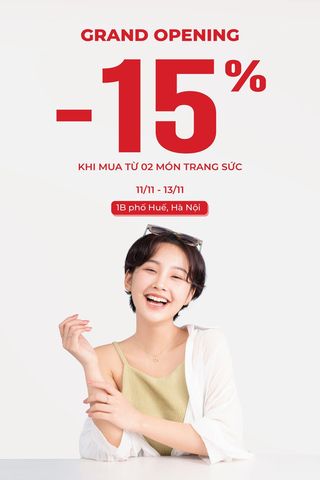 GRAND OPENING
-15%
KHI MUA TỪ 02 MÓN TRANG SỨC
11/11 - 13/11
1B phố Huế, Hà Nội